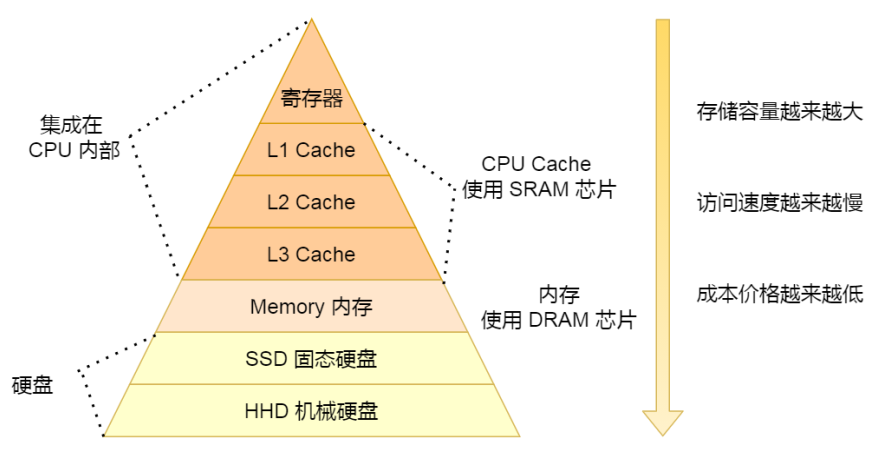 寄存器
集成在
CPU 内部
L1 Cache
L2 Cache
L3 Cache
CPU Cache
使用 SRAM 芯片
Memory 内存
内存
使用 DRAM 芯片
SSD 固态硬盘
HHD 机械硬盘
硬盘
存储容量越来越大
访问速度越来越慢
成本价格越来越低